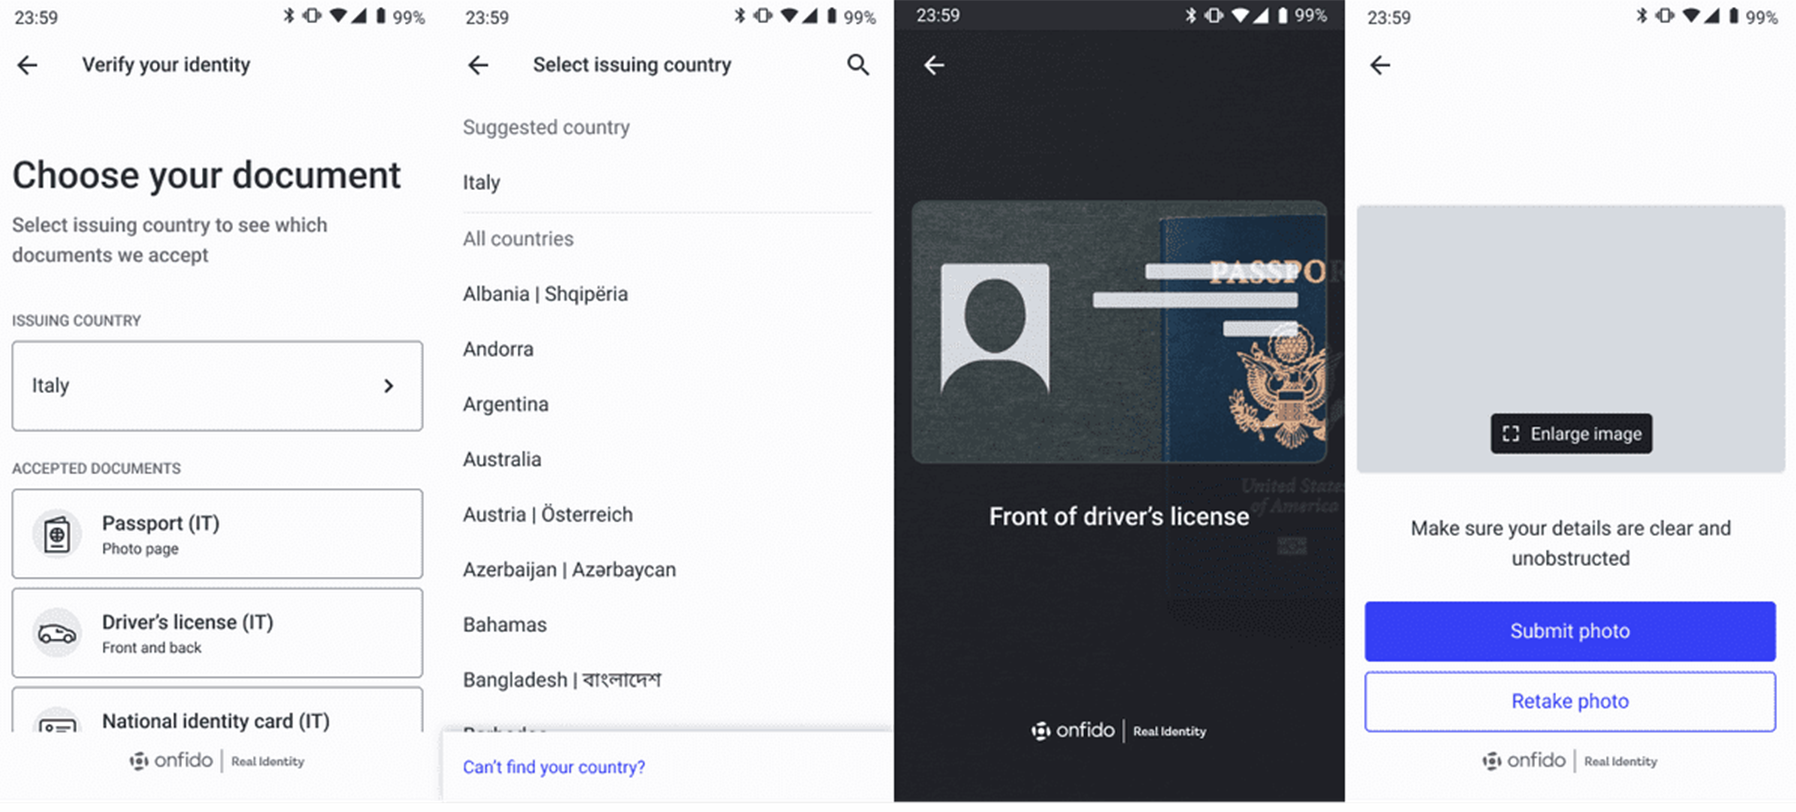 23:59
99%
Verify your identity
Choose your document
Select issuing country to see which
documents we accept
ISSUING COUNTRY
Italy
ACCEPTED DOCUMENTS
Passport (IT)
Photo page
Driver's license (IT)
Front and back
National identity card (IT)
onfido | Real Identity
23:59
99%
Select issuing country
Suggested country
Italy
All countries
Albania | Shqipëria
Andorra
Argentina
Australia
Austria | Österreich
Azerbaijan | Azərbaycan
Bahamas
Bangladesh | বাংলাদেশ
Can't find your country?
23:59
99%
PASSPOR
United States
of America
Front of driver's license
onfido | Real Identity
23:59
99%
Enlarge image
Make sure your details are clear and
unobstructed
Submit photo
Retake photo
onfido | Real Identity